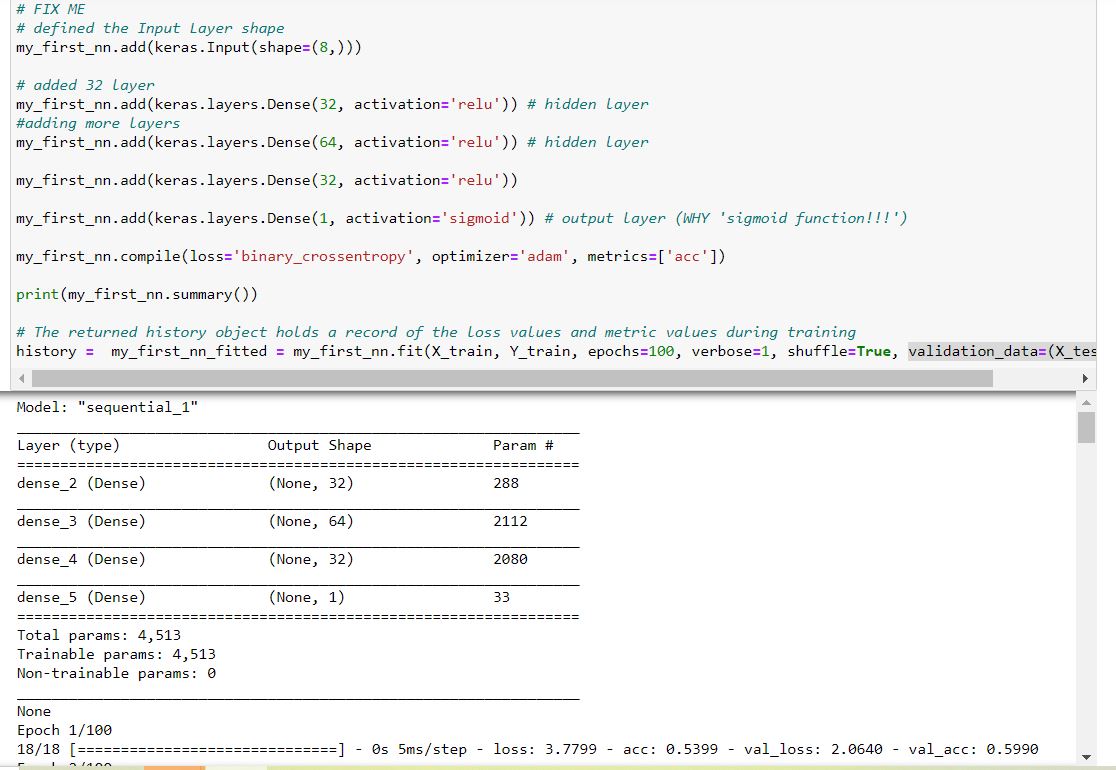 # FIX ME
# defined the Input Layer shape
my_first_nn.add(keras.Input(shape=(8,)))
# added 32 layer
my_first_nn.add(keras.layers.Dense(32, activation='relu')) # hidden layer
#adding more layers
my_first_nn.add(keras.layers.Dense(64, activation='relu')) # hidden layer
my_first_nn.add(keras.layers.Dense(32, activation='relu'))
my_first_nn.add(keras.layers.Dense(1, activation='sigmoid')) # output layer (WHY 'sigmoid function!!!')
my_first_nn.compile(loss='binary_crossentropy', optimizer='adam', metrics=['acc'])
print(my_first_nn.summary())
# The returned history object holds a record of the loss values and metric values during training
history =  my_first_nn_fitted = my_first_nn.fit(X_train, Y_train, epochs=100, verbose=1, shuffle=True, validation_data=(X_tes
Model: "sequential_1"
_________________________________________________________________
Layer (type)                 Output Shape              Param #
=================================================================
dense_2 (Dense)              (None, 32)                288
_________________________________________________________________
dense_3 (Dense)              (None, 64)                2112
_________________________________________________________________
dense_4 (Dense)              (None, 32)                2080
_________________________________________________________________
dense_5 (Dense)              (None, 1)                 33
=================================================================
Total params: 4,513
Trainable params: 4,513
Non-trainable params: 0
_________________________________________________________________
None
Epoch 1/100
18/18 [==============================] - 0s 5ms/step - loss: 3.7799 - acc: 0.5399 - val_loss: 2.0640 - val_acc: 0.5990